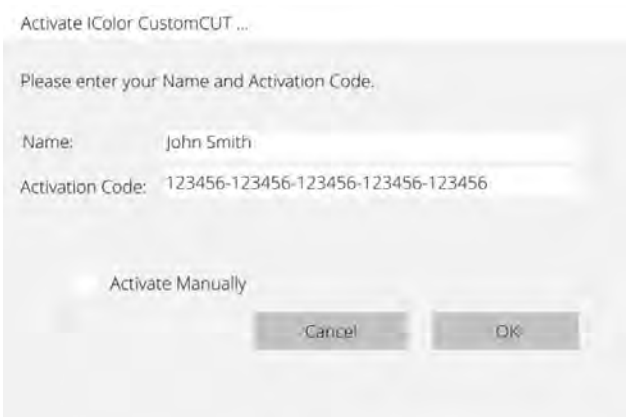 Activate IColor CustomCUT ...
Please enter your Name and Activation Code.
Name: John Smith
Activation Code: 123456-123456-123456-123456-123456
Activate Manually
Cancel OK